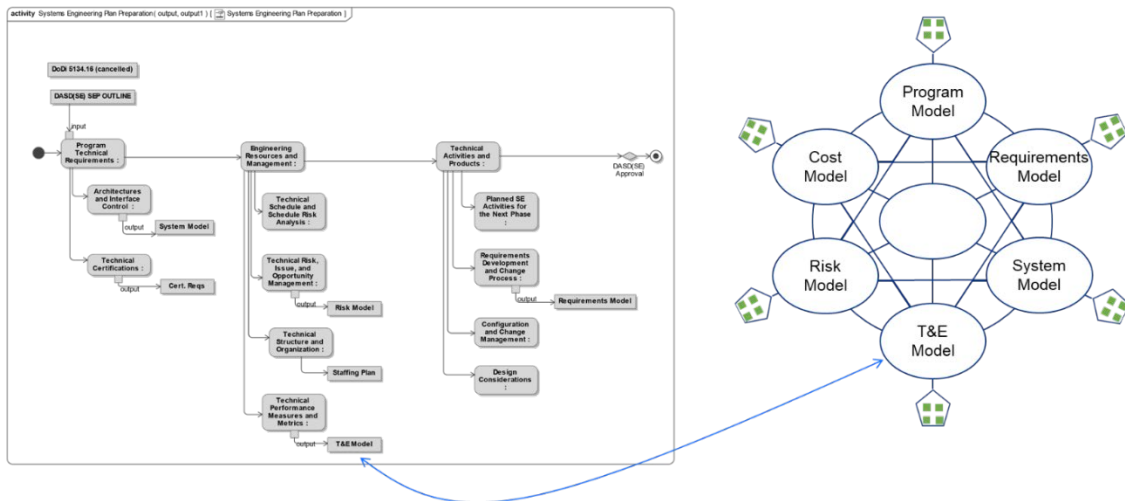 activity Systems Engineering Plan Preparation( output, output1 ) [ Systems Engineering Plan Preparation ]
DoDi 5134.16 (cancelled)
DASD(SE) SEP OUTLINE
input
Program
Technical
Requirements :
Architectures
and Interface
Control :
output
System Model
Technical
Certifications :
output
Cert. Reqs
Engineering
Resources and
Management :
Technical
Schedule and
Schedule Risk
Analysis :
Technical Risk,
Issue, and
Opportunity
Management :
output
Risk Model
Technical
Structure and
Organization :
Staffing Plan
Technical
Performance
Measures and
Metrics :
output
T&E Model
Technical
Activities and
Products :
Planned SE
Activities for
the Next Phase
:
Requirements
Development
and Change
Process :
output
Requirements Model
Configuration
and Change
Management :
Design
Considerations
:
DASD(SE)
Approval
Program
Model
Cost
Model
Requirements
Model
Risk
Model
System
Model
T&E
Model